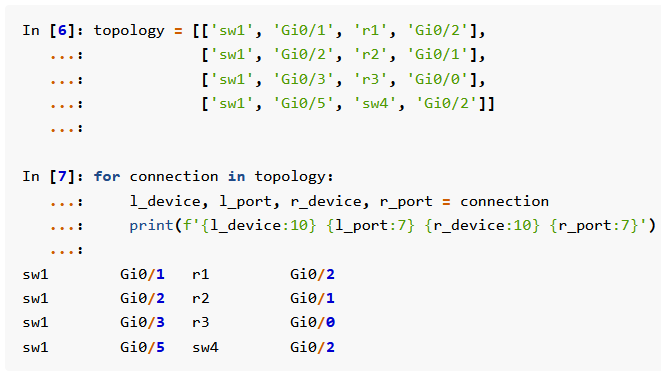 In [6]: topology = [['sw1', 'Gi0/1', 'r1', 'Gi0/2'],
   ...:             ['sw1', 'Gi0/2', 'r2', 'Gi0/1'],
   ...:             ['sw1', 'Gi0/3', 'r3', 'Gi0/0'],
   ...:             ['sw1', 'Gi0/5', 'sw4', 'Gi0/2']]
   ...:
In [7]: for connection in topology:
   ...:     l_device, l_port, r_device, r_port = connection
   ...:     print(f'{l_device:10} {l_port:7} {r_device:10} {r_port:7}')
   ...:
sw1        Gi0/1   r1         Gi0/2
sw1        Gi0/2   r2         Gi0/1
sw1        Gi0/3   r3         Gi0/0
sw1        Gi0/5   sw4        Gi0/2